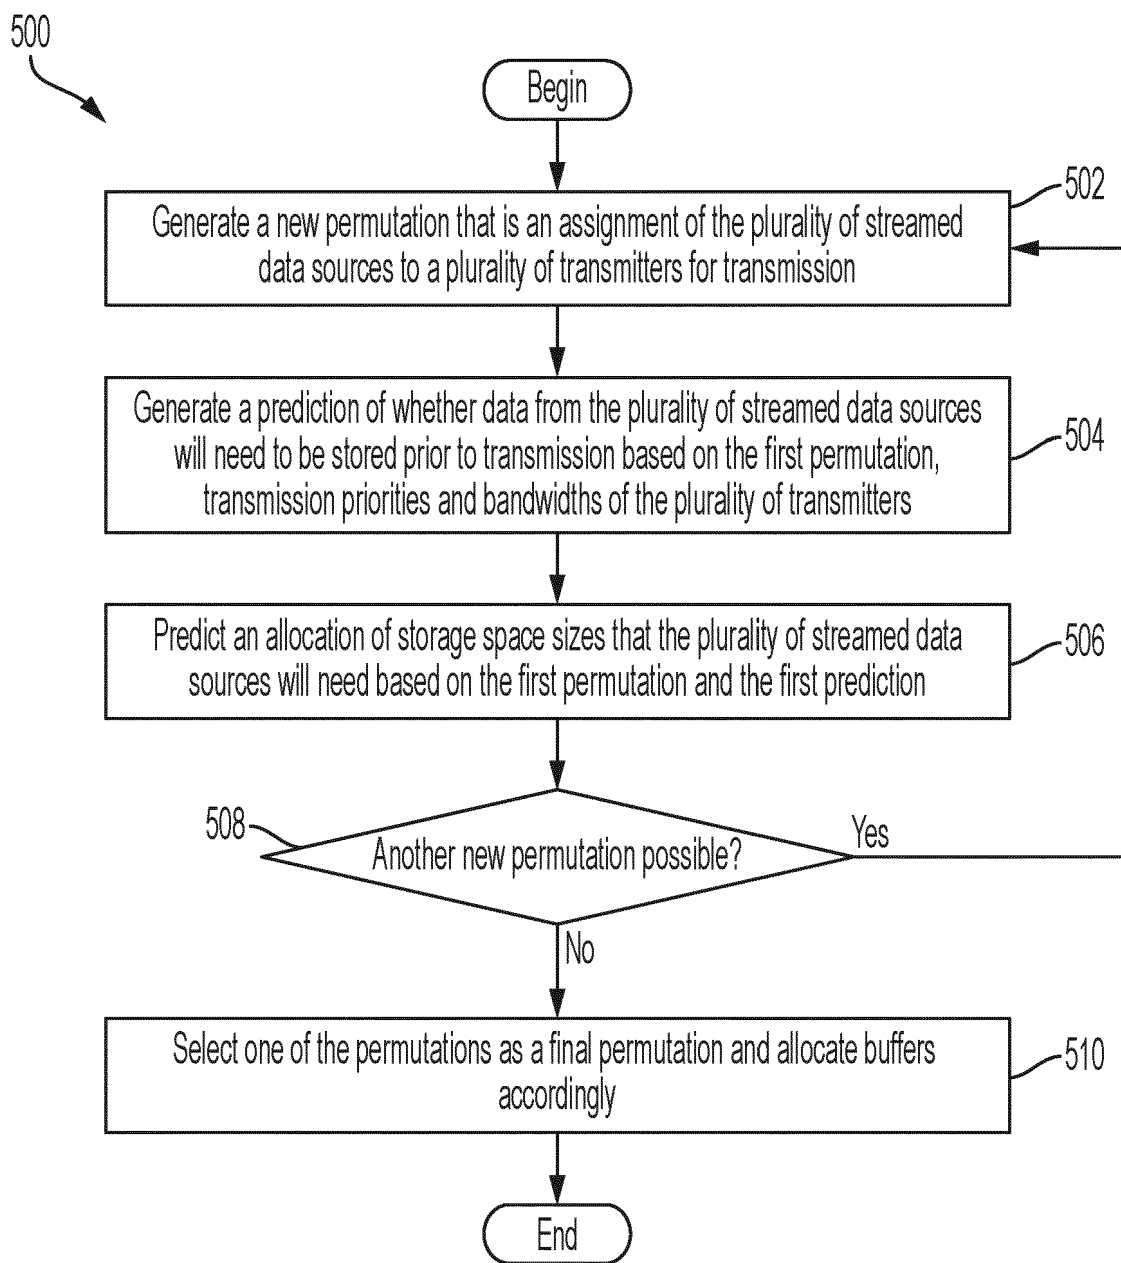 500
Begin
502
Generate a new permutation that is an assignment of the plurality of streamed
data sources to a plurality of transmitters for transmission
Generate a prediction of whether data from the plurality of streamed data sources
will need to be stored prior to transmission based on the first permutation,
transmission priorities and bandwidths of the plurality of transmitters
504
Predict an allocation of storage space sizes that the plurality of streamed data
sources will need based on the first permutation and the first prediction
506
508
Another new permutation possible?
Yes
No
Select one of the permutations as a final permutation and allocate buffers
accordingly
510
End